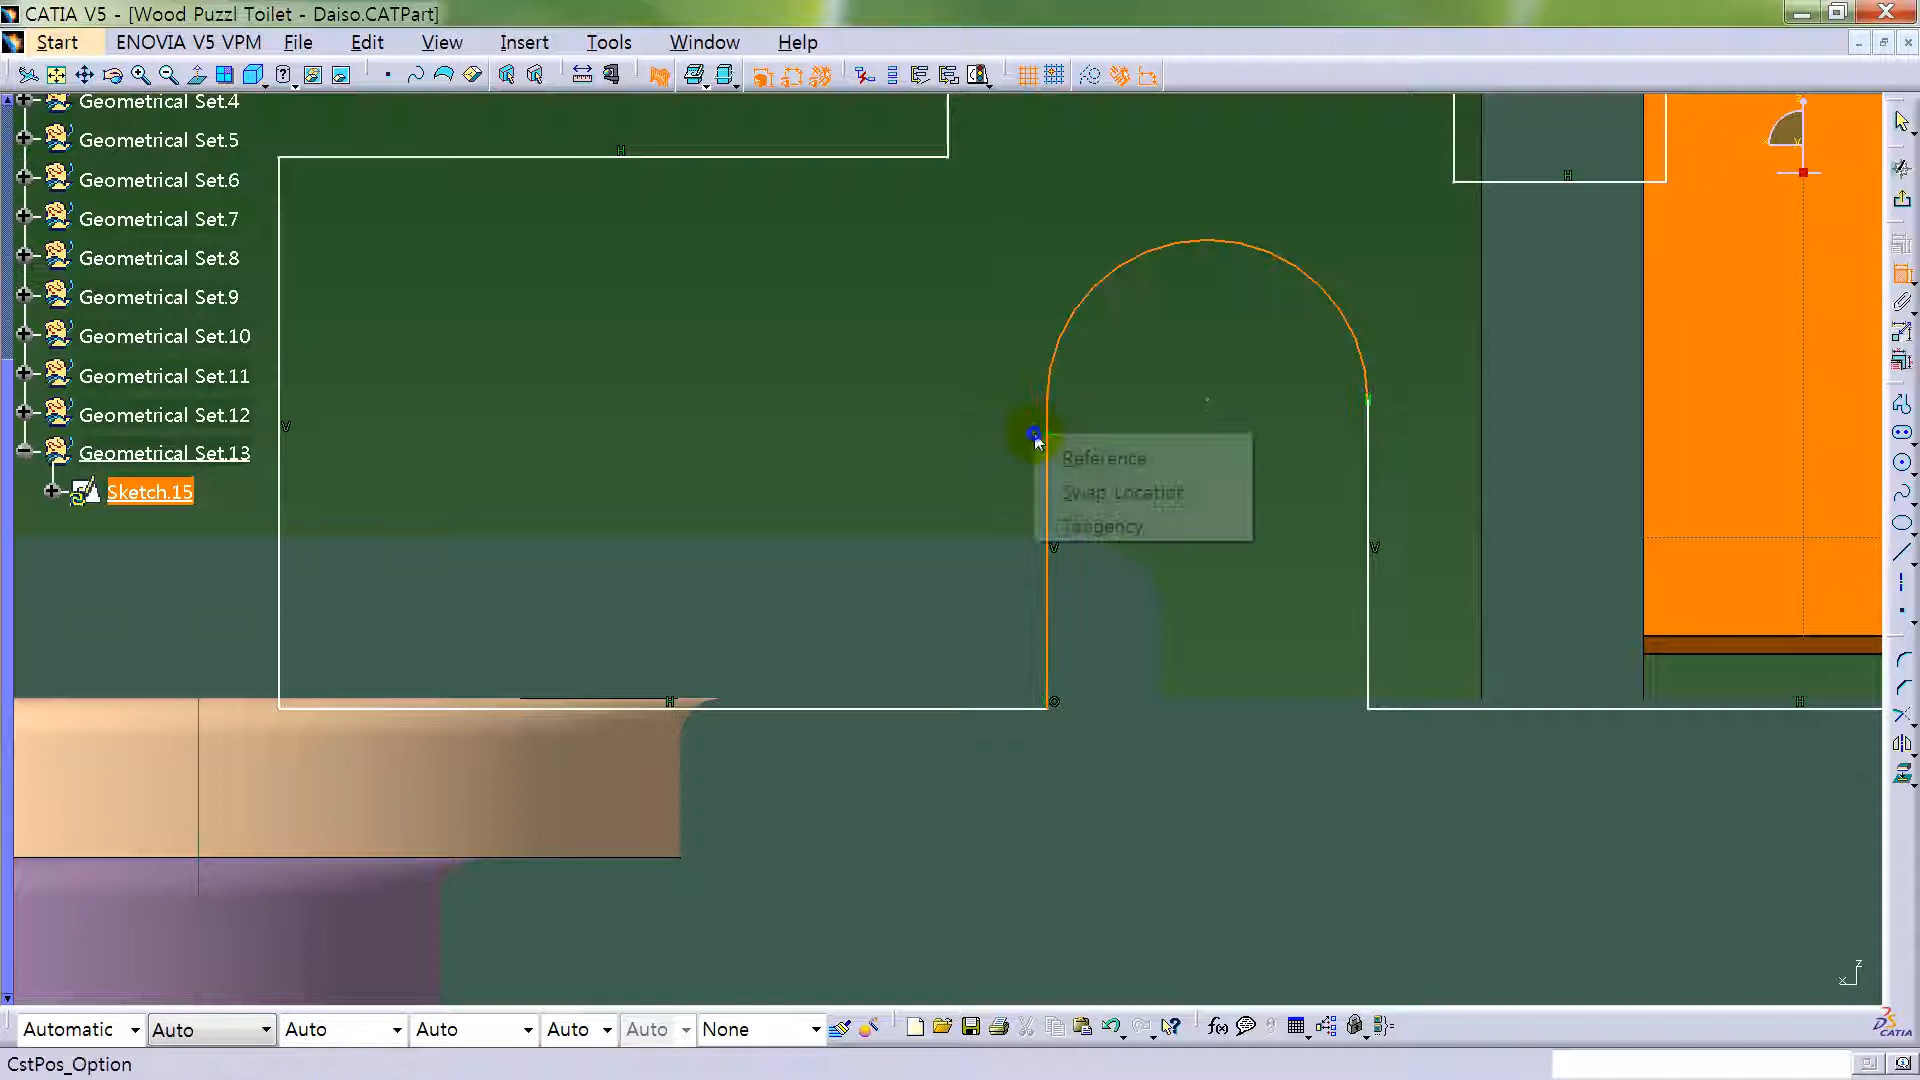 CATIA V5 - [Wood Puzzl Toilet - Daiso.CATPart]
Start ENOVIA V5 VPM File Edit View Insert Tools Window Help
Geometrical Set.4
Geometrical Set.5
Geometrical Set.6
Geometrical Set.7
Geometrical Set.8
Geometrical Set.9
Geometrical Set.10
Geometrical Set.11
Geometrical Set.12
Geometrical Set.13
Sketch.15
H
H
V
Reference
Swap Location
Tangency
V
V
H
H
z
x
Automatic Auto Auto Auto Auto Auto None
f(x)
CATIA
CstPos_Option